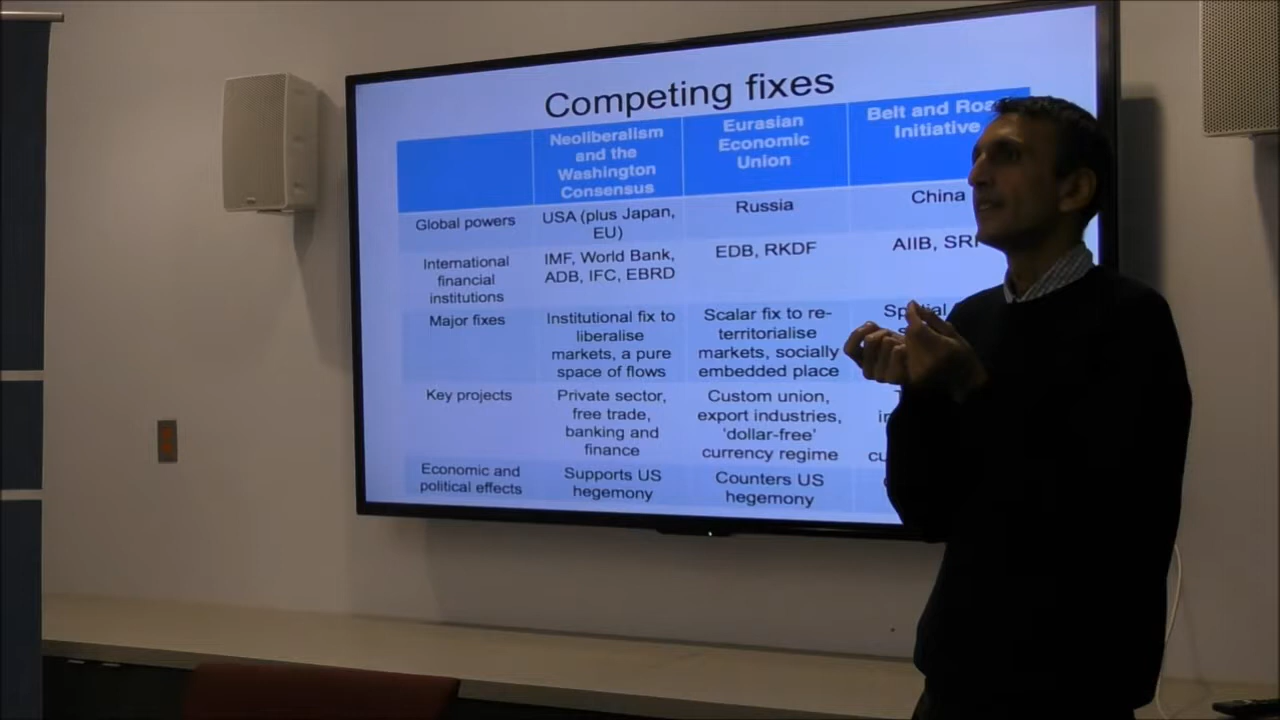 Competing fixes
Neoliberalism
and the
Washington
Consensus
Eurasian
Economic
Union
Belt and Roa
Initiative
Global powers
USA (plus Japan,
EU)
Russia
China
International
financial
institutions
IMF, World Bank,
ADB, IFC, EBRD
EDB, RKDF
AIIB, SR
Major fixes
Institutional fix to
liberalise
markets, a pure
space of flows
Scalar fix to re-
territorialise
markets, socially
embedded place
Key projects
Private sector,
free trade,
banking and
finance
Custom union,
export industries,
'dollar-free'
currency regime
Economic and
political effects
Supports US
hegemony
Counters US
hegemony